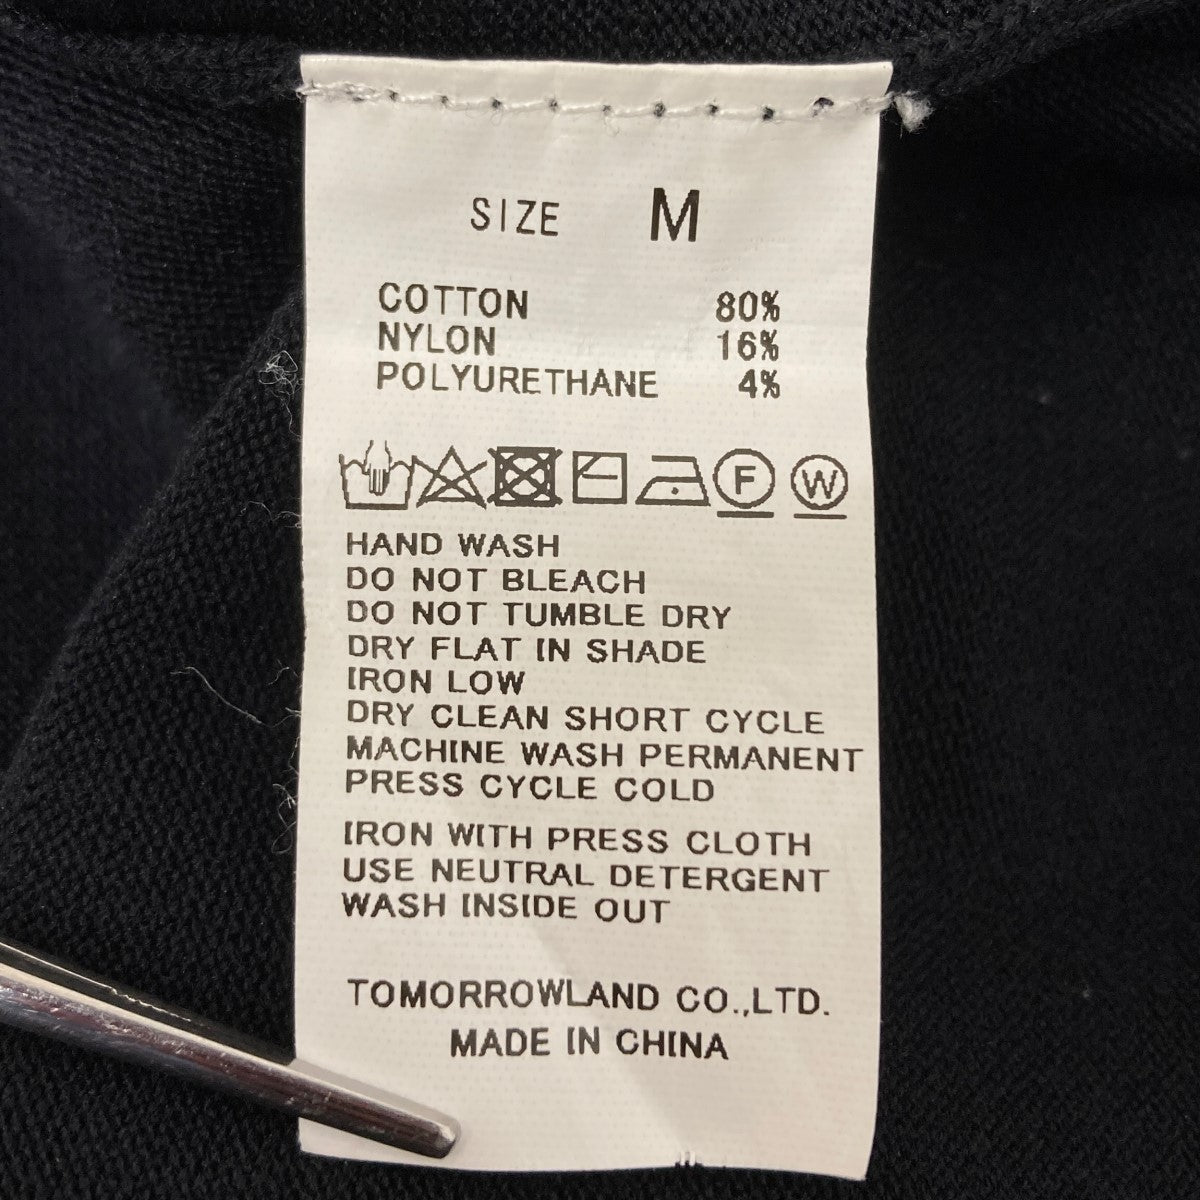 SIZE M
COTTON 80%
NYLON 16%
POLYURETHANE 4%
F W
HAND WASH
DO NOT BLEACH
DO NOT TUMBLE DRY
DRY FLAT IN SHADE
IRON LOW
DRY CLEAN SHORT CYCLE
MACHINE WASH PERMANENT
PRESS CYCLE COLD
IRON WITH PRESS CLOTH
USE NEUTRAL DETERGENT
WASH INSIDE OUT
TOMORROWLAND CO.,LTD.
MADE IN CHINA